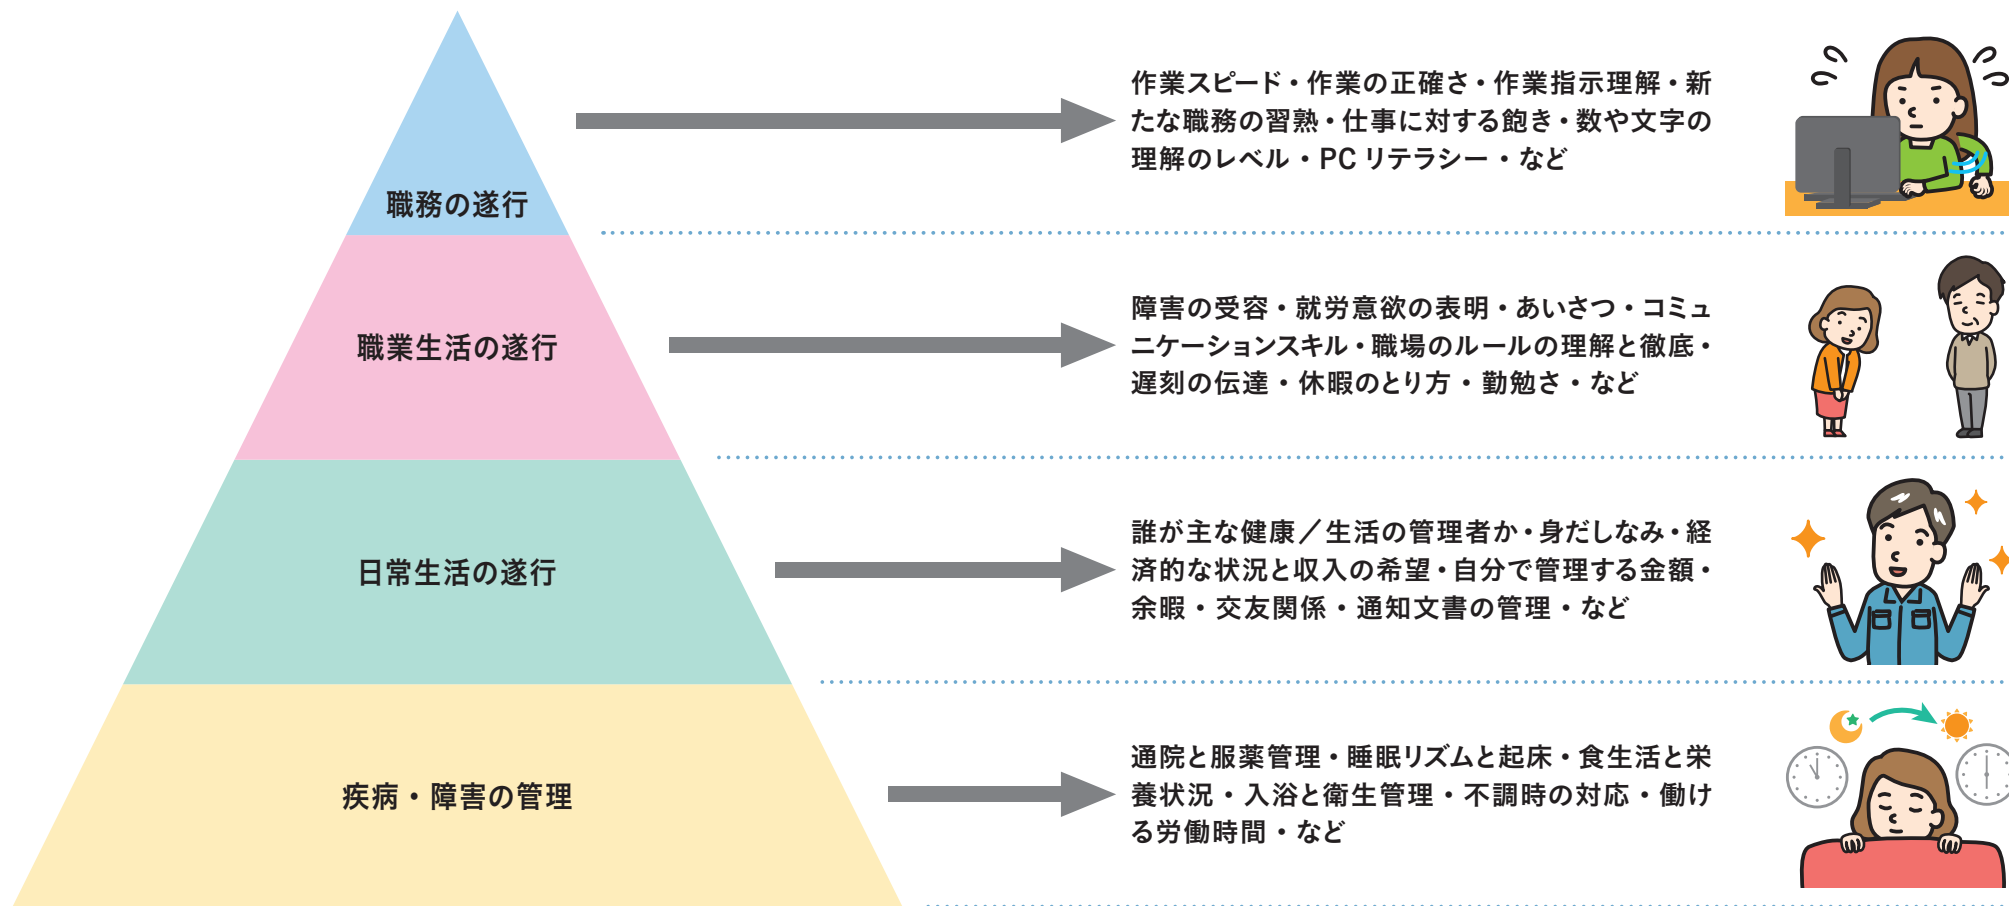 職務の遂行
作業スピード・作業の正確さ・作業指示理解・新
たな職務の習熟・仕事に対する飽き・数や文字の
理解のレベル・PCリテラシー・など
職業生活の遂行
障害の受容・就労意欲の表明・あいさつ・コミュ
ニケーションスキル・職場のルールの理解と徹底・
遅刻の伝達・休暇のとり方・勤勉さ・など
日常生活の遂行
誰が主な健康／生活の管理者か・身だしなみ・経
済的な状況と収入の希望・自分で管理する金額・
余暇・交友関係・通知文書の管理・など
疾病・障害の管理
通院と服薬管理・睡眠リズムと起床・食生活と栄
養状況・入浴と衛生管理・不調時の対応・働け
る労働時間・など